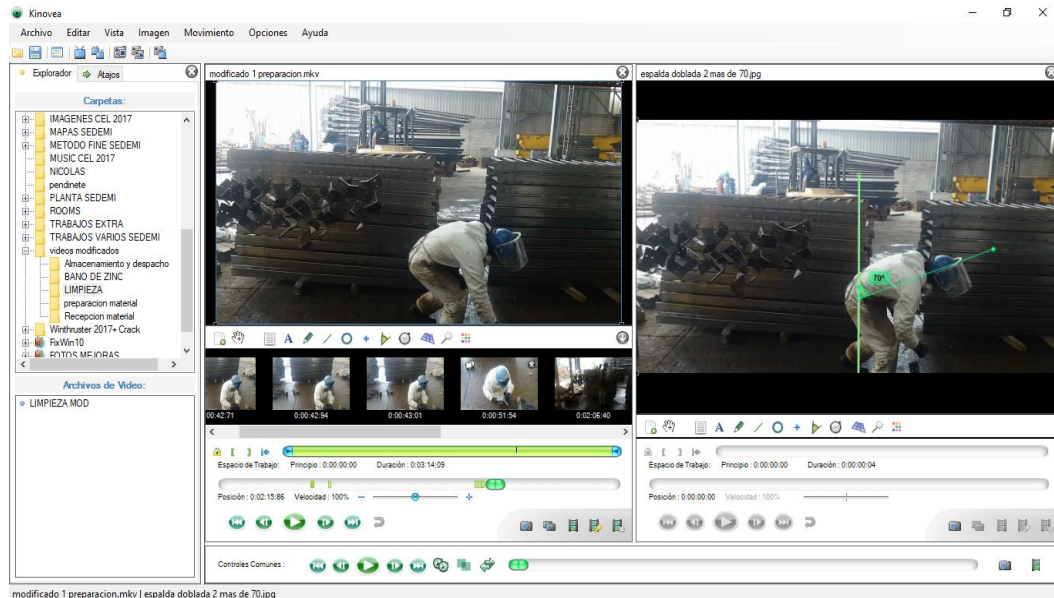 Kinovea
Archivo Editar Vista Imagen Movimiento Opciones Ayuda
Explorador Atajos
Carpetas:
IMAGENES CEL 2017
MAPAS SEDEMI
METODO FINE SEDEMI
MUSIC CEL 2017
NICOLAS
pendinete
PLANTA SEDEMI
ROOMS
TRABAJOS EXTRA
TRABAJOS VARIOS SEDEMI
videos modificados
Almacenamiento y despacho
BANO DE ZINC
LIMPIEZA
preparacion material
Recepcion material
Winthruster 2017+ Crack
FixWin10
FOTOS MEJORAS
Archivos de Video:
LIMPIEZA MOD
modificado 1 preparacion.mkv
00:42:71 0:00:42:94 0:00:43:01 0:00:51:54 0:02:06:40
Espacio de Trabajo: Principio : 0:00:00:00 Duración : 0:03:14:09
Posición : 0:02:15:86 Velocidad : 100%
espalda doblada 2 mas de 70.jpg
70º
Espacio de Trabajo: Principio : 0:00:00:00 Duración : 0:00:00:04
Posición : 0:00:00:00 Velocidad : 100%
Controles Comunes :
modificado 1 preparacion.mkv | espalda doblada 2 mas de 70.jpg